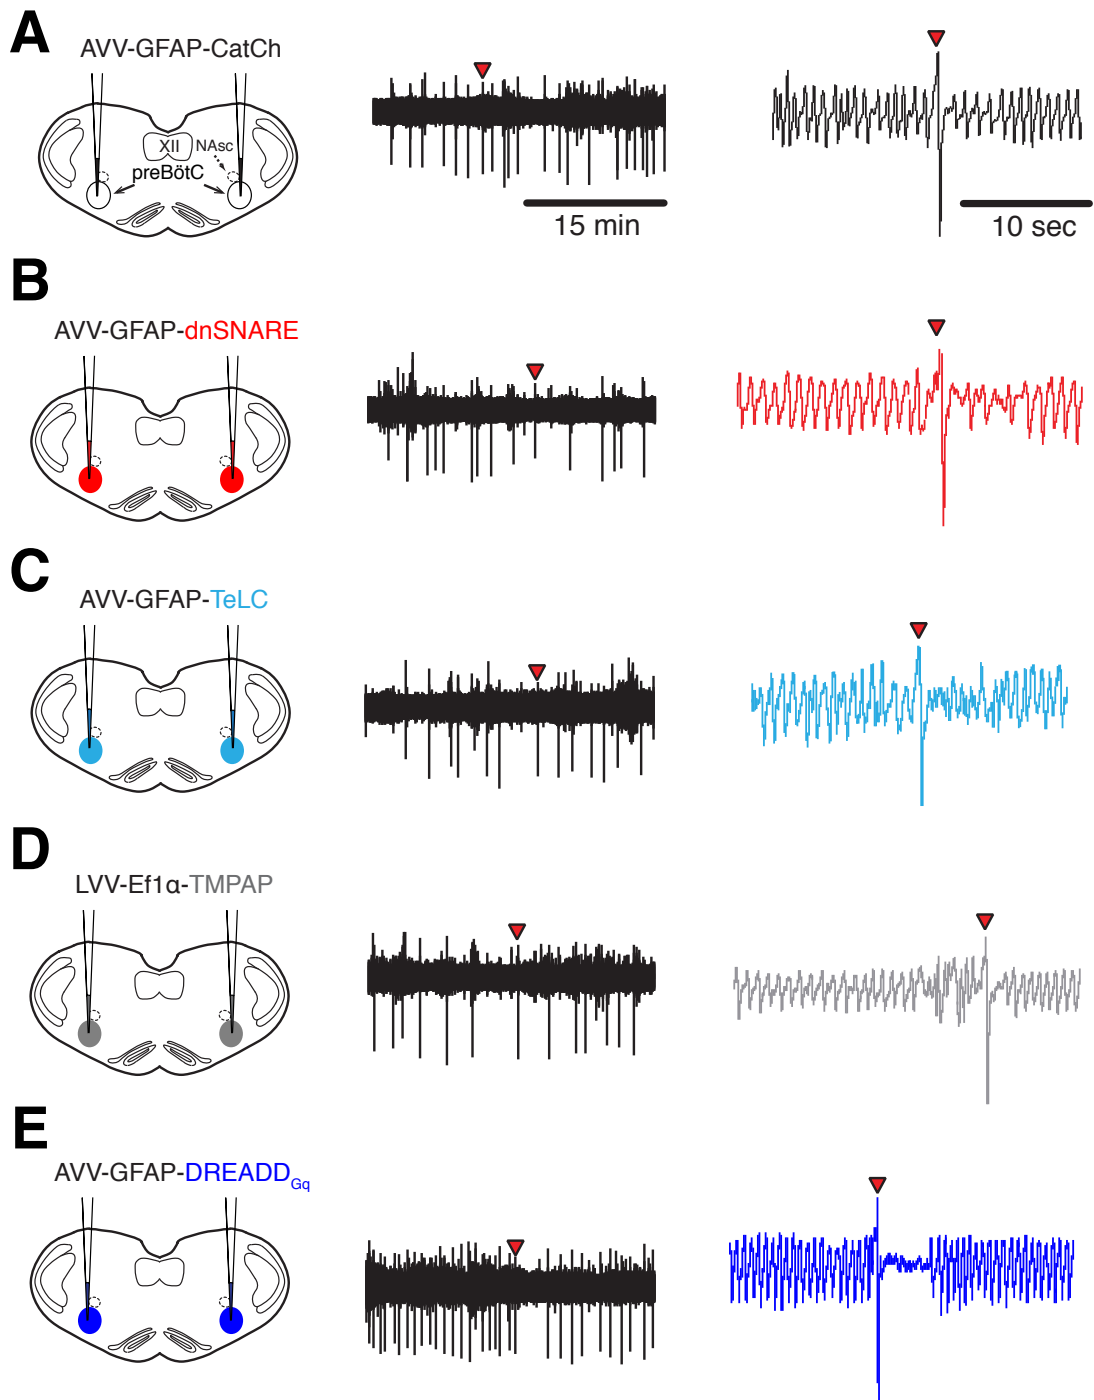 A
AVV-GFAP-CatCh
XII
NAsc
preBötC
15 min
10 sec
B
AVV-GFAP-dnSNARE
C
AVV-GFAP-TeLC
D
LVV-Ef1α-TMPAP
E
AVV-GFAP-DREADDGq